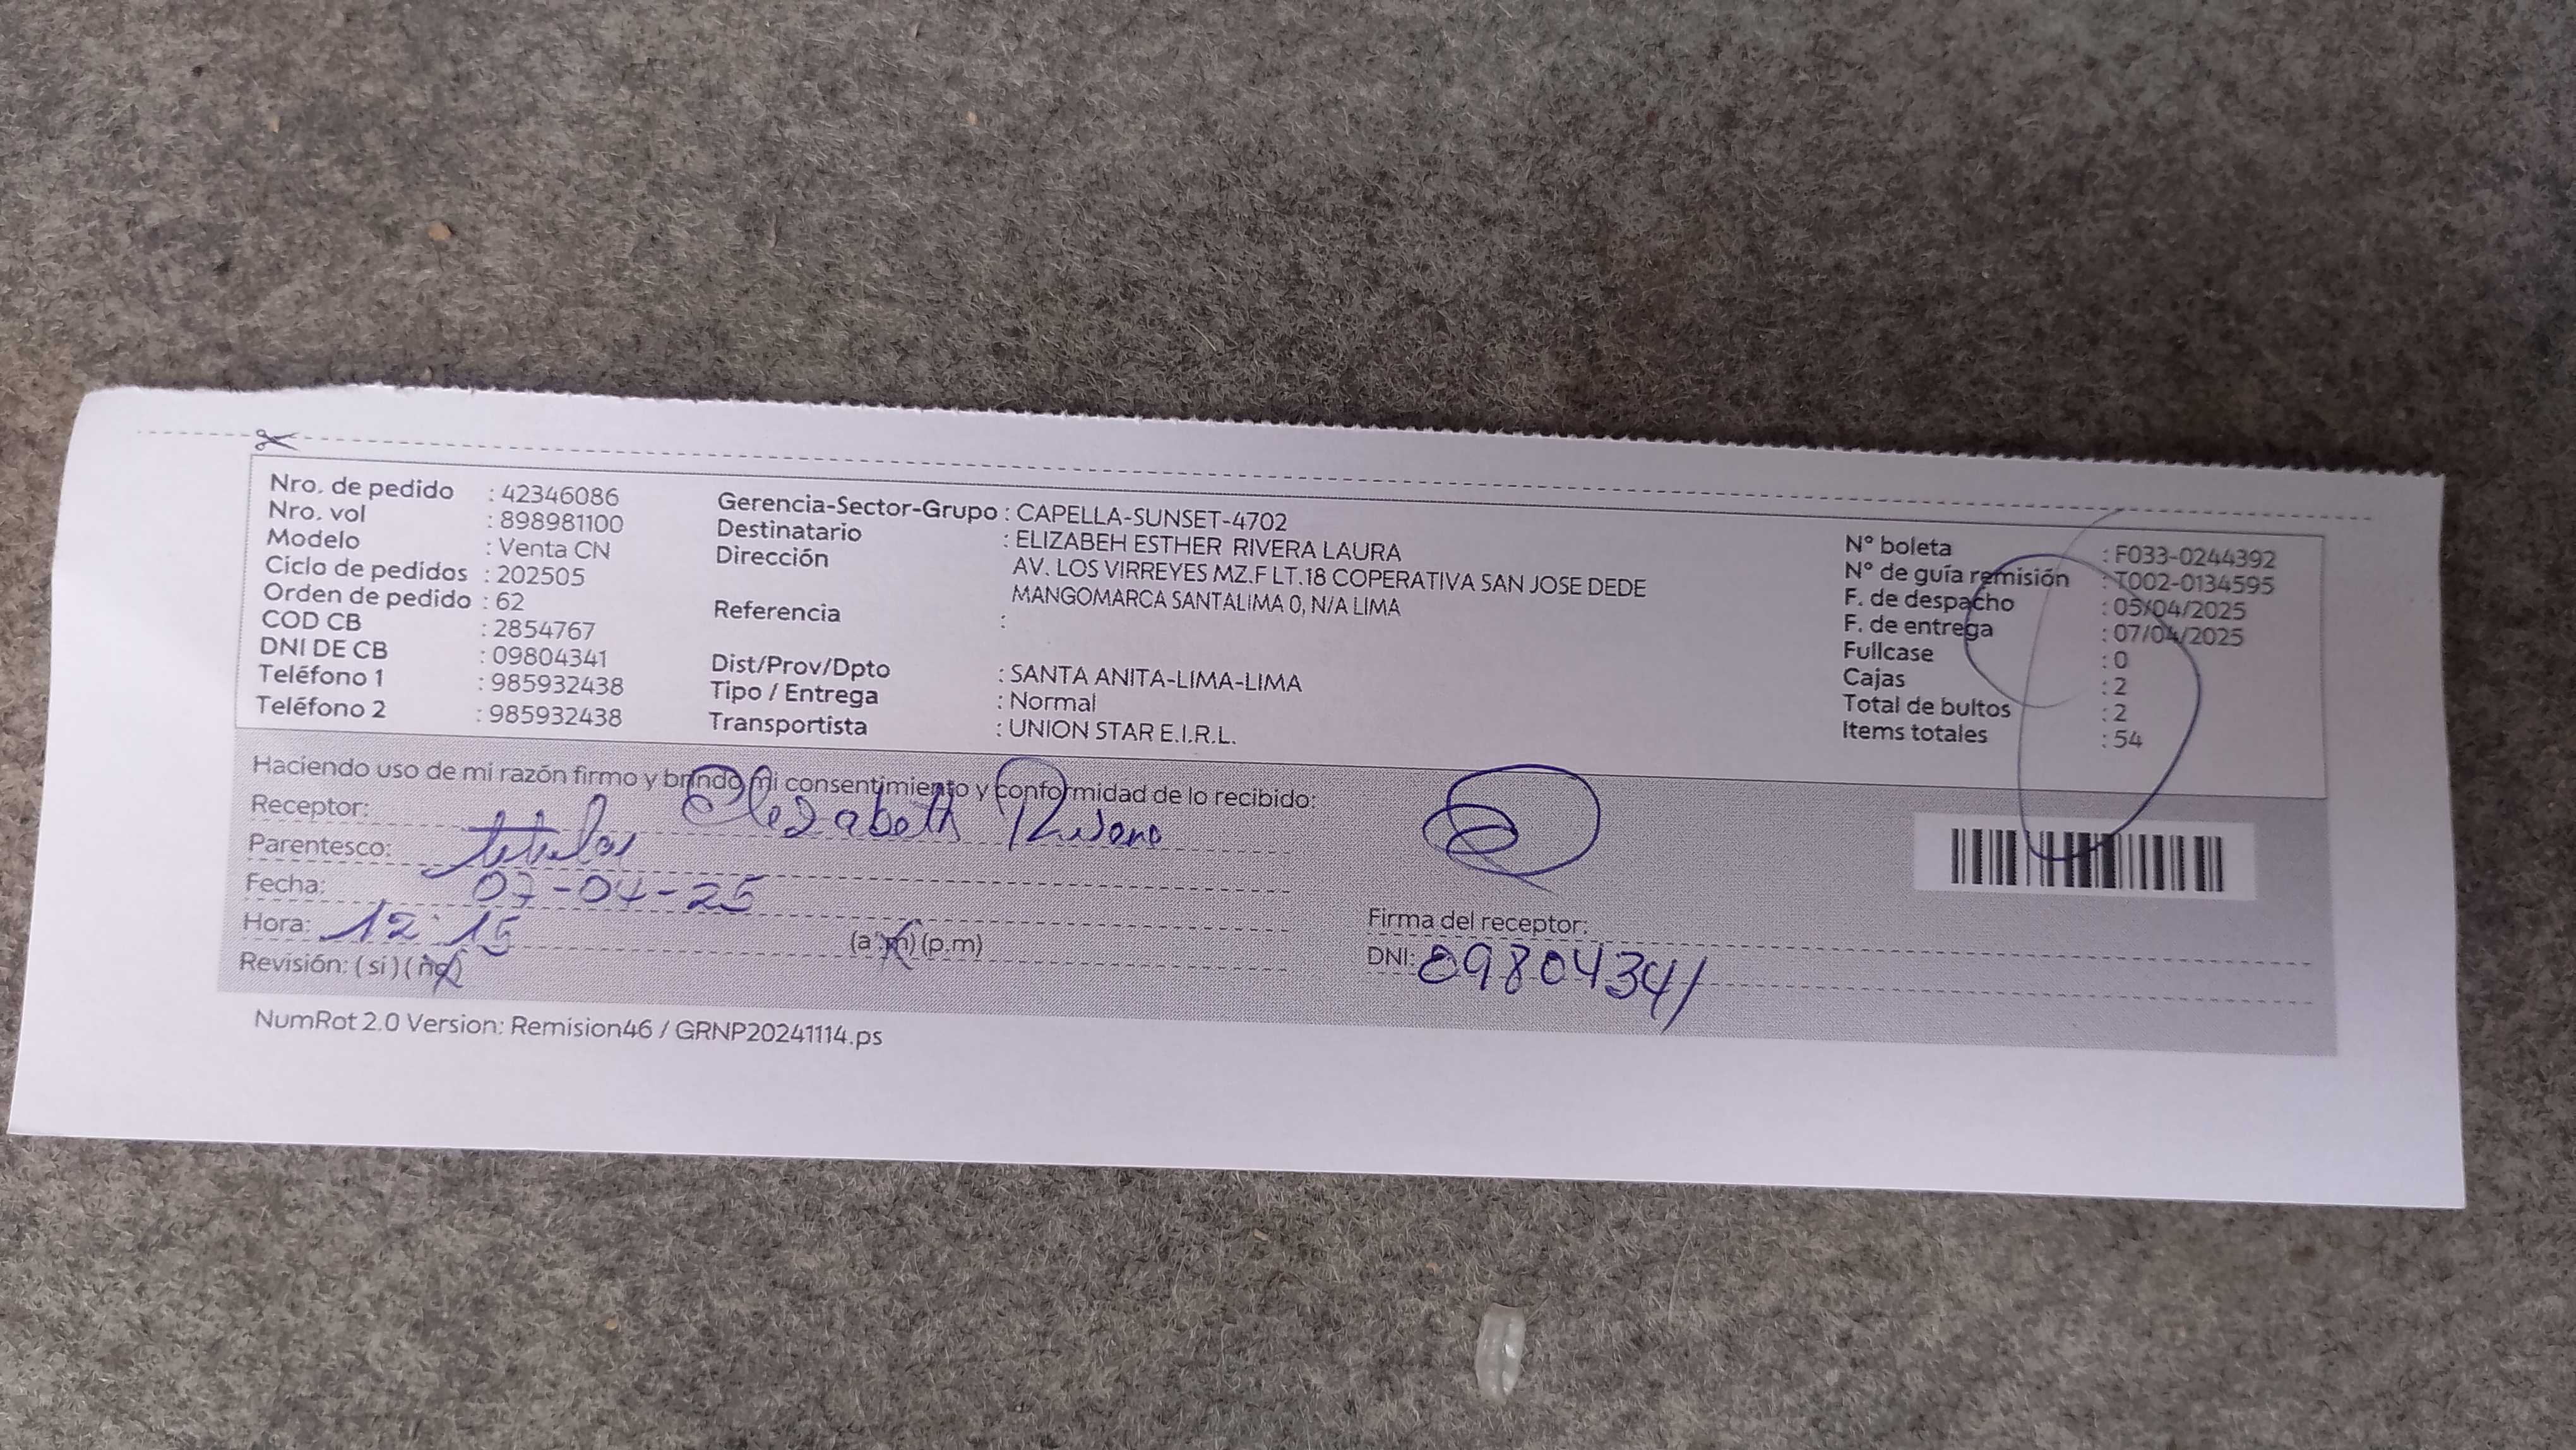 Nro. de pedido : 42346086
Nro. vol : 898981100
Modelo : Venta CN
Ciclo de pedidos : 202505
Orden de pedido : 62
COD CB : 2854767
DNI DE CB : 09804341
Teléfono 1 : 985932438
Teléfono 2 : 985932438
Gerencia-Sector-Grupo : CAPELLA-SUNSET-4702
Destinatario : ELIZABEH ESTHER RIVERA LAURA
Dirección AV. LOS VIRREYES MZ.F LT.18 COPERATIVA SAN JOSE DEDE
MANGOMARCA SANTALIMA 0, N/A LIMA
Referencia :
Dist/Prov/Dpto : SANTA ANITA-LIMA-LIMA
Tipo / Entrega : Normal
Transportista : UNION STAR E.I.R.L.
N° boleta : F033-0244392
N° de guía remisión : T002-0134595
F. de despacho : 05/04/2025
F. de entrega : 07/04/2025
Fullcase : 0
Cajas : 2
Total de bultos : 2
Items totales : 54
Haciendo uso de mi razón firmo y brindo mi consentimiento y conformidad de lo recibido:
Receptor: Elizabeth
Parentesco: titular
Fecha: 07-04-25
Hora: 12:15 (a.m) (p.m)
Revisión: (si) (no)
Firma del receptor:
DNI: 09804341
NumRot 2.0 Version: Remision46 / GRNP20241114.ps